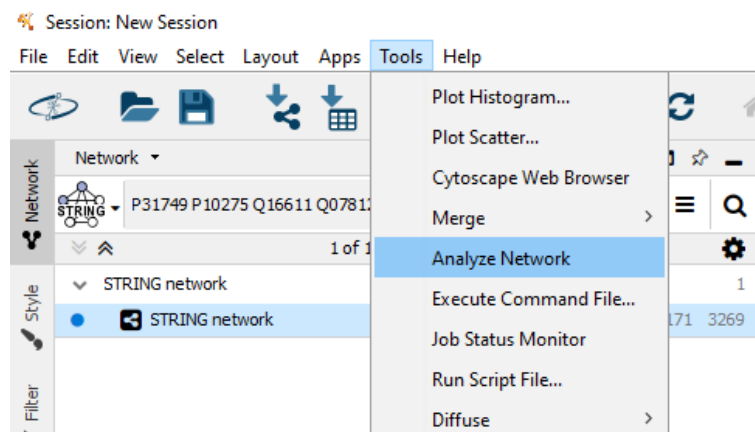 Session: New Session
File Edit View Select Layout Apps Tools Help
Plot Histogram...
Plot Scatter...
Network
Cytoscape Web Browser
Network
STRING P31749 P10275 Q16611 Q07812
Merge
1 of 1
Analyze Network
STRING network 1
Execute Command File...
Style
STRING network 171 3269
Job Status Monitor
Run Script File...
Filter
Diffuse